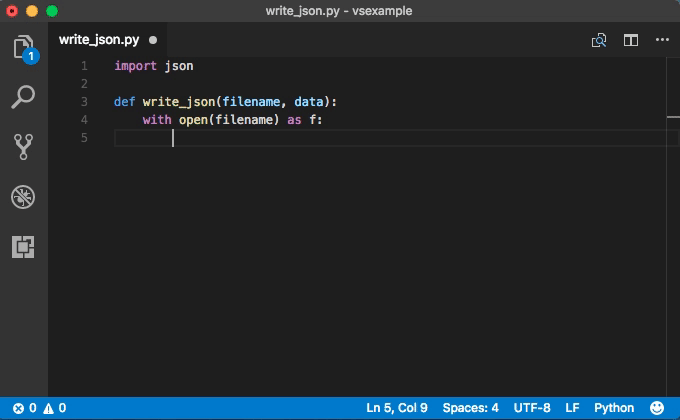 write_json.py - vsexample
write_json.py
1
1 import json
2
3 def write_json(filename, data):
4     with open(filename) as f:
5
0 0 Ln 5, Col 9 Spaces: 4 UTF-8 LF Python